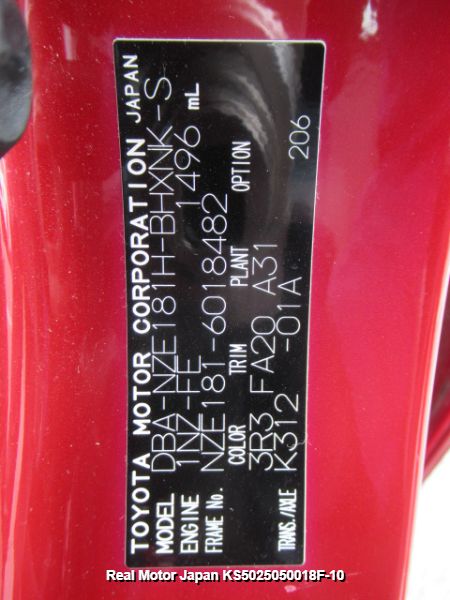 TOYOTA MOTOR CORPORATION JAPAN
MODEL DBA-NZE181H-BHXNK-S
ENGINE 1NZ-FE 1496 mL
FRAME No. NZE181-6018482
COLOR TRIM PLANT OPTION
3R3 FA20 A31 206
TRANS./AXLE K312 -01A
Real Motor Japan KS5025050018F-10